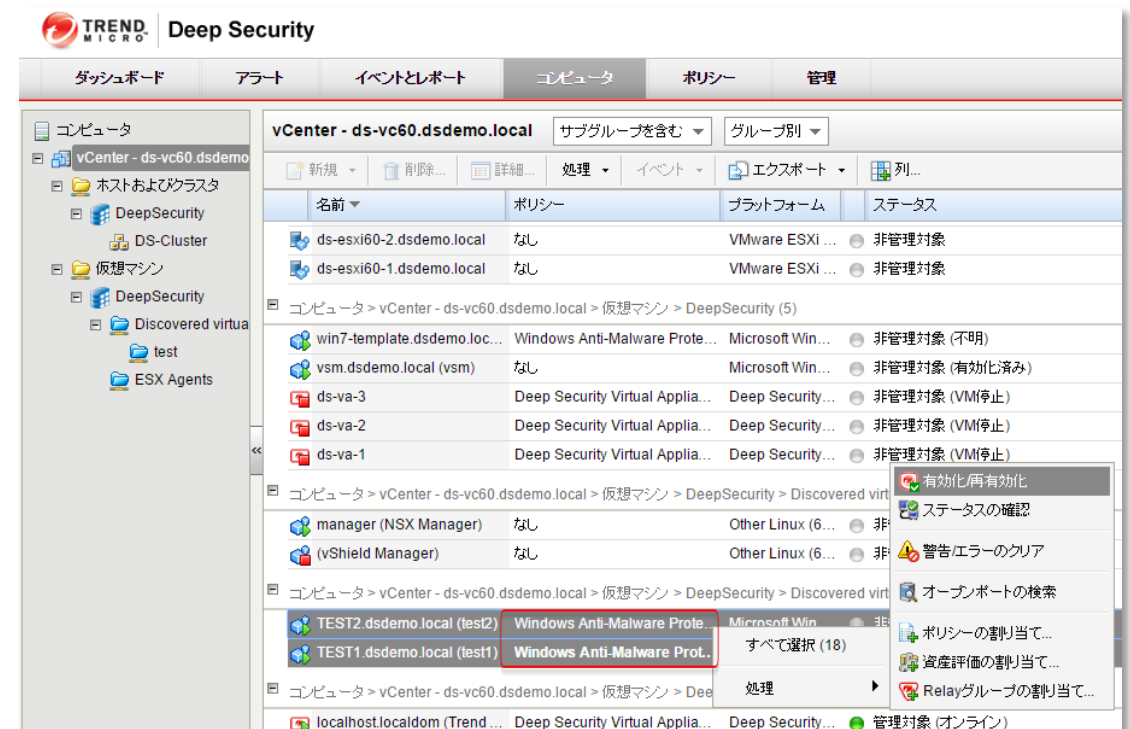 TREND MICRO Deep Security
ダッシュボード アラート イベントとレポート コンピュータ ポリシー 管理
コンピュータ
vCenter - ds-vc60.dsdemo
ホストおよびクラスタ
DeepSecurity
DS-Cluster
仮想マシン
DeepSecurity
Discovered virtua
test
ESX Agents
vCenter - ds-vc60.dsdemo.local サブグループを含む グループ別
新規 削除... 詳細... 処理 イベント エクスポート 列...
名前 ポリシー プラットフォーム ステータス
ds-esxi60-2.dsdemo.local なし VMware ESXi ... 非管理対象
ds-esxi60-1.dsdemo.local なし VMware ESXi ... 非管理対象
コンピュータ > vCenter - ds-vc60.dsdemo.local > 仮想マシン > DeepSecurity (5)
win7-template.dsdemo.loc... Windows Anti-Malware Prote... Microsoft Win... 非管理対象 (不明)
vsm.dsdemo.local (vsm) なし Microsoft Win... 非管理対象 (有効化済み)
ds-va-3 Deep Security Virtual Applia... Deep Security... 非管理対象 (VM停止)
ds-va-2 Deep Security Virtual Applia... Deep Security... 非管理対象 (VM停止)
ds-va-1 Deep Security Virtual Applia... Deep Security... 非管理対象 (VM停止)
コンピュータ > vCenter - ds-vc60.dsdemo.local > 仮想マシン > DeepSecurity > Discovered virt
manager (NSX Manager) なし Other Linux (6... 非
(vShield Manager) なし Other Linux (6... 非
コンピュータ > vCenter - ds-vc60.dsdemo.local > 仮想マシン > DeepSecurity > Discovered virt
TEST2.dsdemo.local (test2) Windows Anti-Malware Prote... Microsoft Win... 非
TEST1.dsdemo.local (test1) Windows Anti-Malware Prot...
コンピュータ > vCenter - ds-vc60.dsdemo.local > 仮想マシン > Dee
localhost.localdom (Trend ... Deep Security Virtual Applia... Deep Security... 管理対象 (オンライン)
すべて選択 (18)
処理
有効化/再有効化
ステータスの確認
警告/エラーのクリア
オープンポートの検索
ポリシーの割り当て...
資産評価の割り当て...
Relayグループの割り当て...